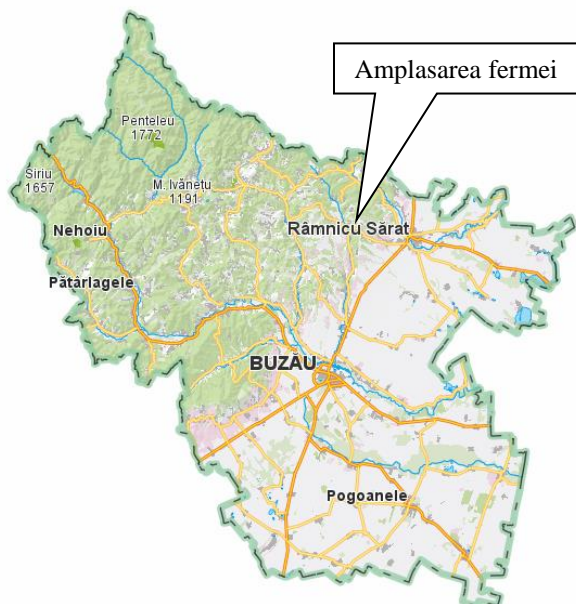 Amplasarea fermei
Penteleu
1772
Siriu
1657
M. Ivănețu
1191
Nehoiu
Râmnicu Sărat
Pătârlagele
BUZĂU
Pogoanele